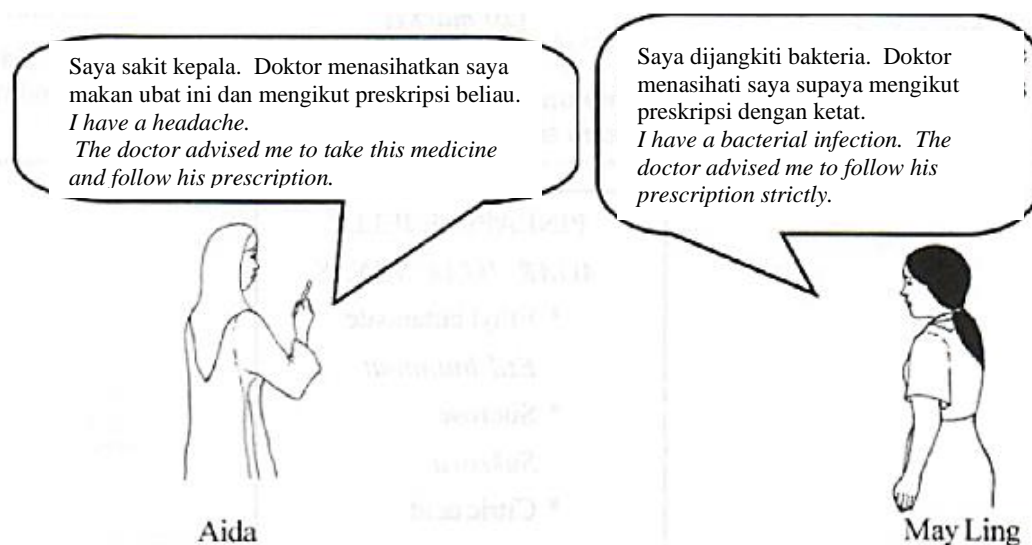 Saya sakit kepala.  Doktor menasihatkan saya
makan ubat ini dan mengikut preskripsi beliau.
I have a headache.
The doctor advised me to take this medicine
and follow his prescription.
Saya dijangkiti bakteria.  Doktor
menasihati saya supaya mengikut
preskripsi dengan ketat.
I have a bacterial infection.  The
doctor advised me to follow his
prescription strictly.
Aida
May Ling